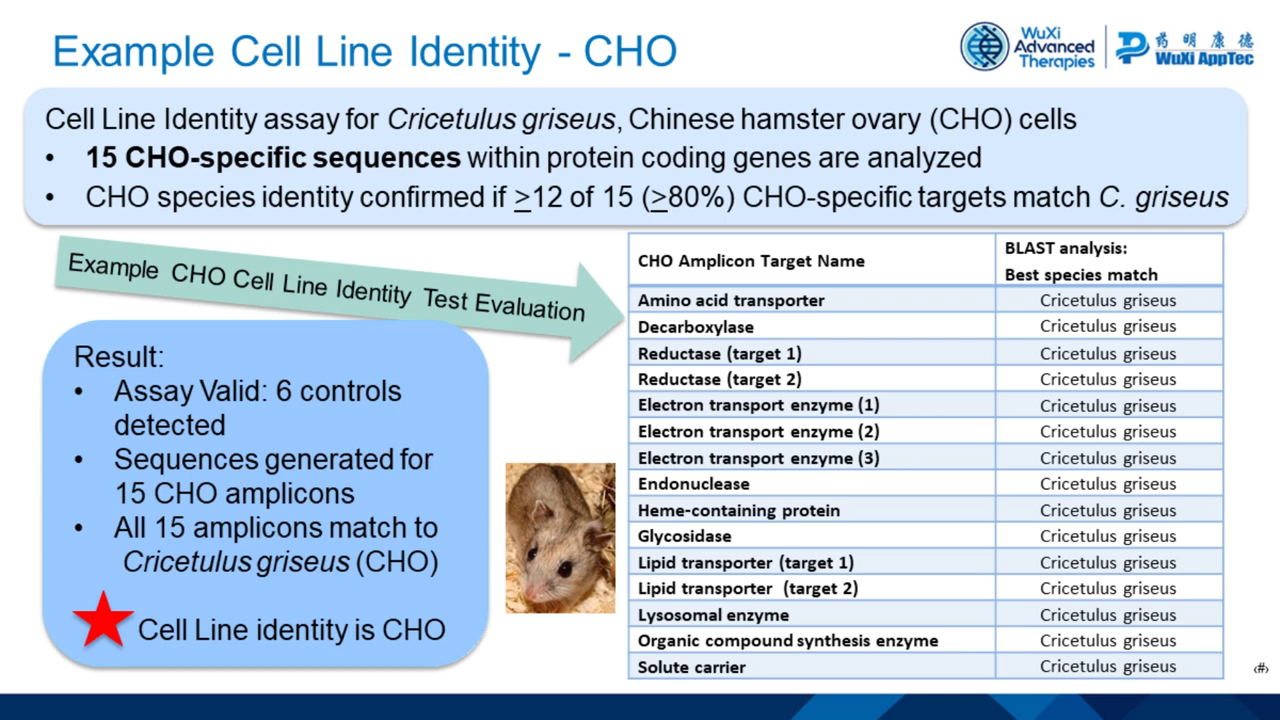 Example Cell Line Identity - CHO
WuXi
Advanced
Therapies
药明康德
WuXi AppTec
Cell Line Identity assay for Cricetulus griseus, Chinese hamster ovary (CHO) cells
• 15 CHO-specific sequences within protein coding genes are analyzed
• CHO species identity confirmed if ≥12 of 15 (≥80%) CHO-specific targets match C. griseus
Example CHO Cell Line Identity Test Evaluation
Result:
• Assay Valid: 6 controls
detected
• Sequences generated for
15 CHO amplicons
• All 15 amplicons match to
Cricetulus griseus (CHO)
Cell Line identity is CHO
CHO Amplicon Target Name BLAST analysis:
Best species match
Amino acid transporter Cricetulus griseus
Decarboxylase Cricetulus griseus
Reductase (target 1) Cricetulus griseus
Reductase (target 2) Cricetulus griseus
Electron transport enzyme (1) Cricetulus griseus
Electron transport enzyme (2) Cricetulus griseus
Electron transport enzyme (3) Cricetulus griseus
Endonuclease Cricetulus griseus
Heme-containing protein Cricetulus griseus
Glycosidase Cricetulus griseus
Lipid transporter (target 1) Cricetulus griseus
Lipid transporter (target 2) Cricetulus griseus
Lysosomal enzyme Cricetulus griseus
Organic compound synthesis enzyme Cricetulus griseus
Solute carrier Cricetulus griseus
‹#›